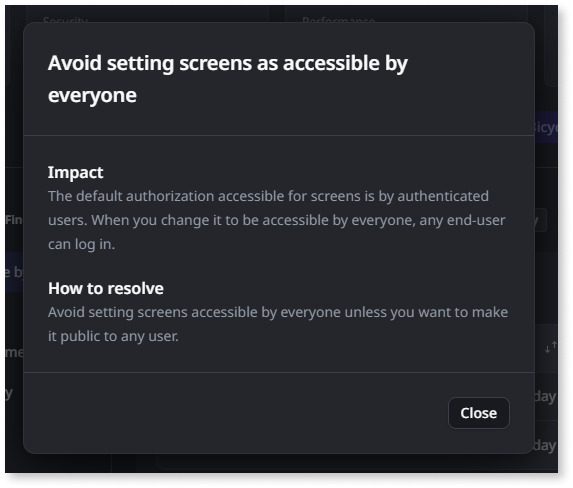 Security Performance
Avoid setting screens as accessible by
everyone
Impact
The default authorization accessible for screens is by authenticated
users. When you change it to be accessible by everyone, any end-user
can log in.
How to resolve
Avoid setting screens accessible by everyone unless you want to make
it public to any user.
Close
day
day